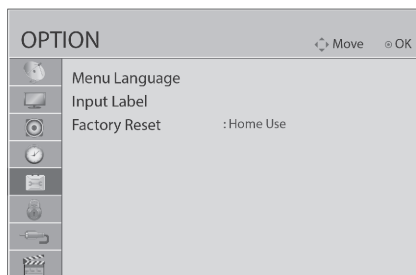 OPTION
Move
OK
Menu Language
Input Label
Factory Reset : Home Use